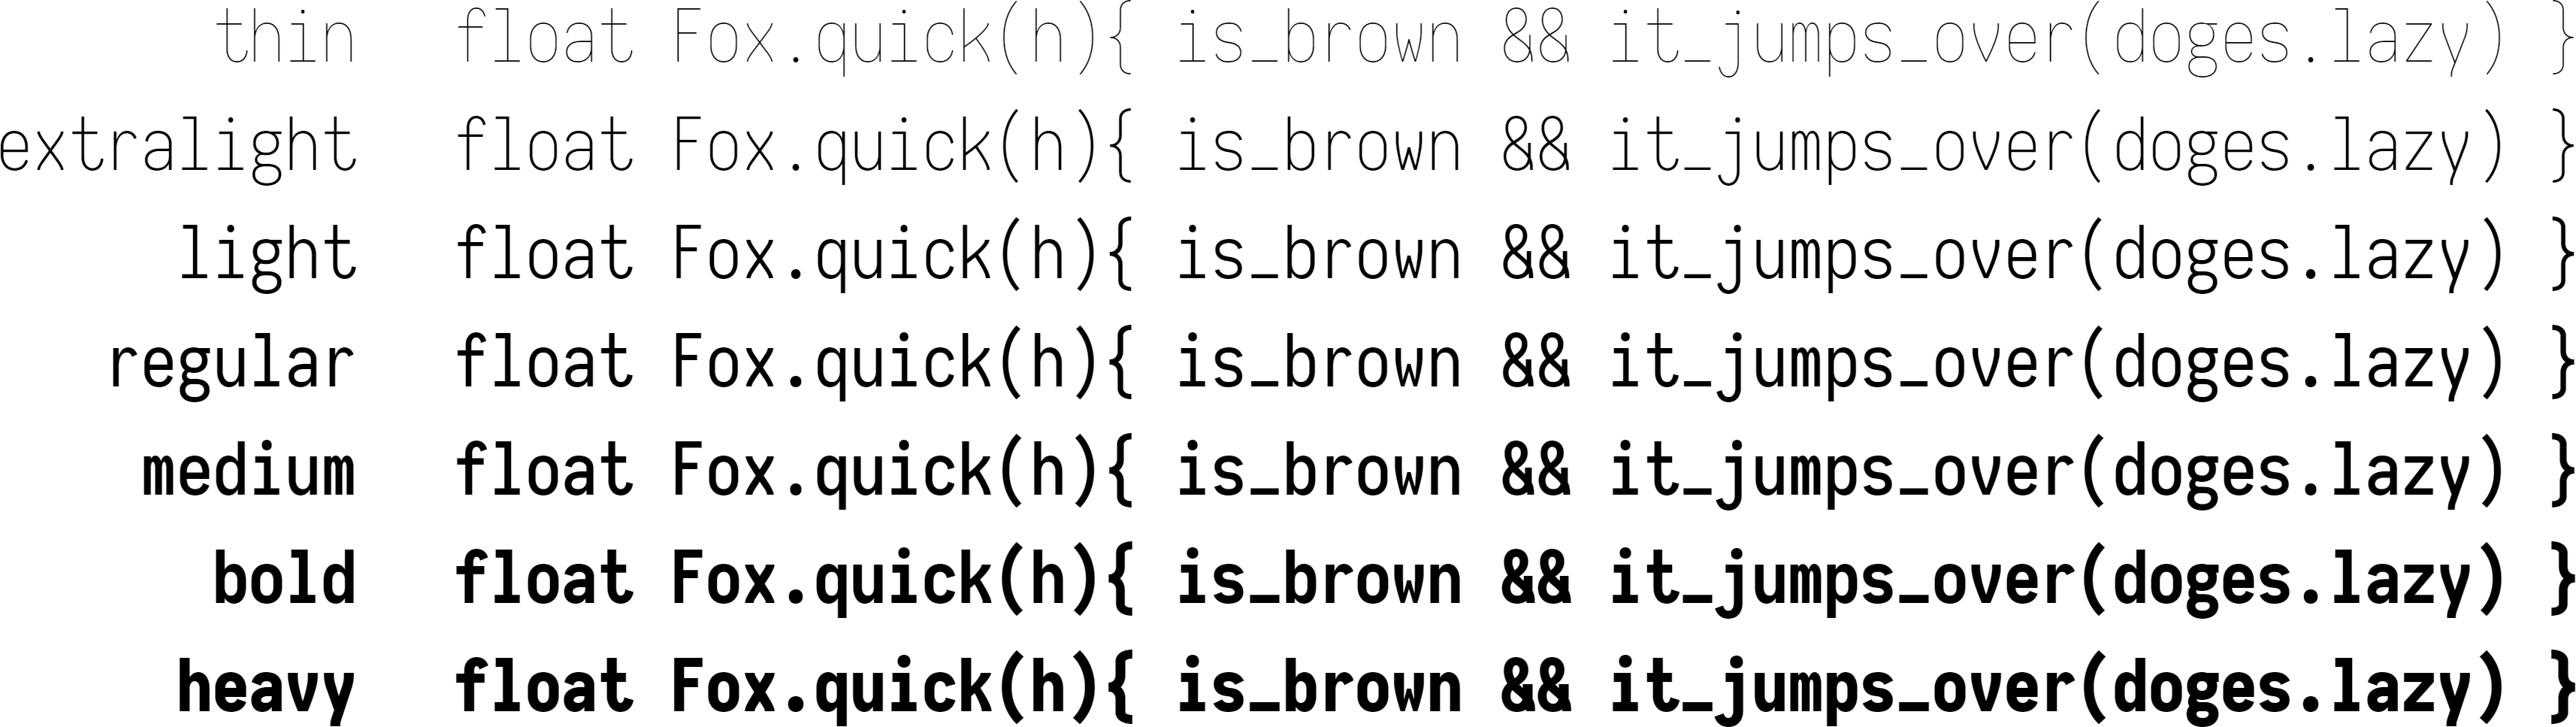 thin float Fox.quick(h){ is_brown && it_jumps_over(doges.lazy) }
extralight float Fox.quick(h){ is_brown && it_jumps_over(doges.lazy) }
light float Fox.quick(h){ is_brown && it_jumps_over(doges.lazy) }
regular float Fox.quick(h){ is_brown && it_jumps_over(doges.lazy) }
medium float Fox.quick(h){ is_brown && it_jumps_over(doges.lazy) }
bold float Fox.quick(h){ is_brown && it_jumps_over(doges.lazy) }
heavy float Fox.quick(h){ is_brown && it_jumps_over(doges.lazy) }